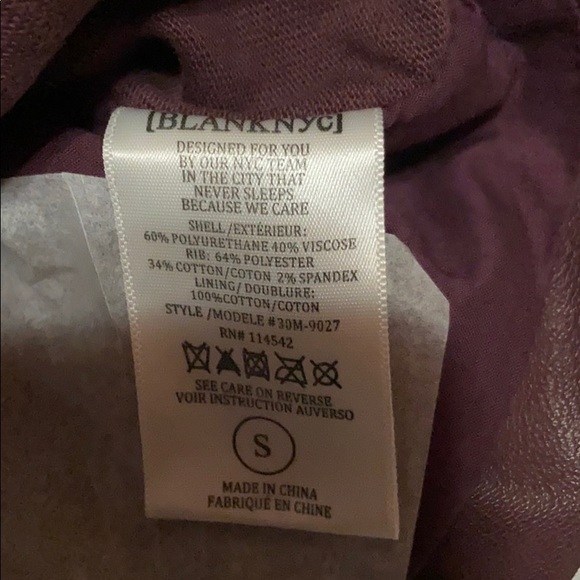 [BLANKNYC]
DESIGNED FOR YOU
BY OUR NYC TEAM
IN THE CITY THAT
NEVER SLEEPS
BECAUSE WE CARE
SHELL/EXTÉRIEUR:
60% POLYURETHANE 40% VISCOSE
RIB: 64% POLYESTER
34% COTTON/COTON 2% SPANDEX
LINING/ DOUBLURE:
100%COTTON/COTON
STYLE /MODELE #30M-9027
RN# 114542
SEE CARE ON REVERSE
VOIR INSTRUCTION AUVERSO
S
MADE IN CHINA
FABRIQUÉ EN CHINE